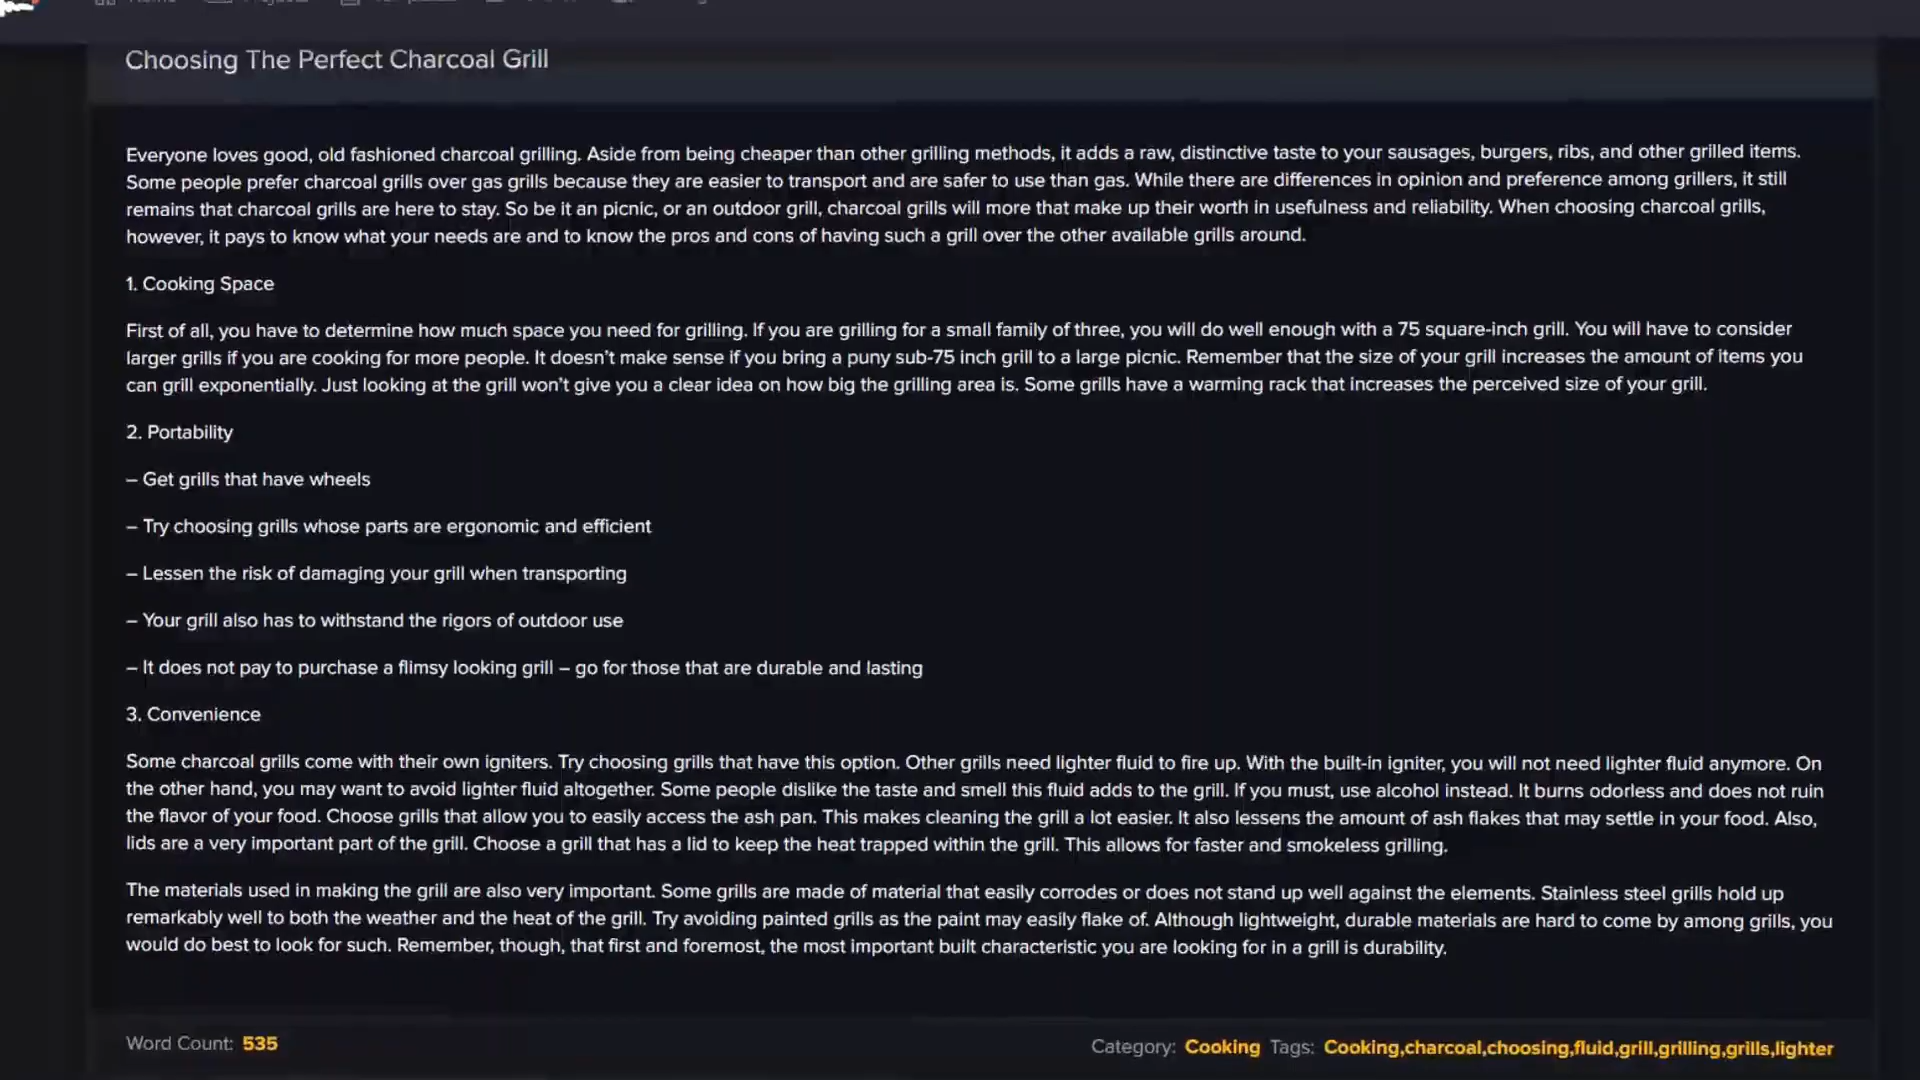 Choosing The Perfect Charcoal Grill
Everyone loves good, old fashioned charcoal grilling. Aside from being cheaper than other grilling methods, it adds a raw, distinctive taste to your sausages, burgers, ribs, and other grilled items.
Some people prefer charcoal grills over gas grills because they are easier to transport and are safer to use than gas. While there are differences in opinion and preference among grillers, it still
remains that charcoal grills are here to stay. So be it an picnic, or an outdoor grill, charcoal grills will more that make up their worth in usefulness and reliability. When choosing charcoal grills,
however, it pays to know what your needs are and to know the pros and cons of having such a grill over the other available grills around.
1. Cooking Space
First of all, you have to determine how much space you need for grilling. If you are grilling for a small family of three, you will do well enough with a 75 square-inch grill. You will have to consider
larger grills if you are cooking for more people. It doesn't make sense if you bring a puny sub-75 inch grill to a large picnic. Remember that the size of your grill increases the amount of items you
can grill exponentially. Just looking at the grill won't give you a clear idea on how big the grilling area is. Some grills have a warming rack that increases the perceived size of your grill.
2. Portability
– Get grills that have wheels
– Try choosing grills whose parts are ergonomic and efficient
– Lessen the risk of damaging your grill when transporting
– Your grill also has to withstand the rigors of outdoor use
– It does not pay to purchase a flimsy looking grill – go for those that are durable and lasting
3. Convenience
Some charcoal grills come with their own igniters. Try choosing grills that have this option. Other grills need lighter fluid to fire up. With the built-in igniter, you will not need lighter fluid anymore. On
the other hand, you may want to avoid lighter fluid altogether. Some people dislike the taste and smell this fluid adds to the grill. If you must, use alcohol instead. It burns odorless and does not ruin
the flavor of your food. Choose grills that allow you to easily access the ash pan. This makes cleaning the grill a lot easier. It also lessens the amount of ash flakes that may settle in your food. Also,
lids are a very important part of the grill. Choose a grill that has a lid to keep the heat trapped within the grill. This allows for faster and smokeless grilling.
The materials used in making the grill are also very important. Some grills are made of material that easily corrodes or does not stand up well against the elements. Stainless steel grills hold up
remarkably well to both the weather and the heat of the grill. Try avoiding painted grills as the paint may easily flake of. Although lightweight, durable materials are hard to come by among grills, you
would do best to look for such. Remember, though, that first and foremost, the most important built characteristic you are looking for in a grill is durability.
Word Count: 535
Category: Cooking Tags: Cooking,charcoal,choosing,fluid,grill,grilling,grills,lighter